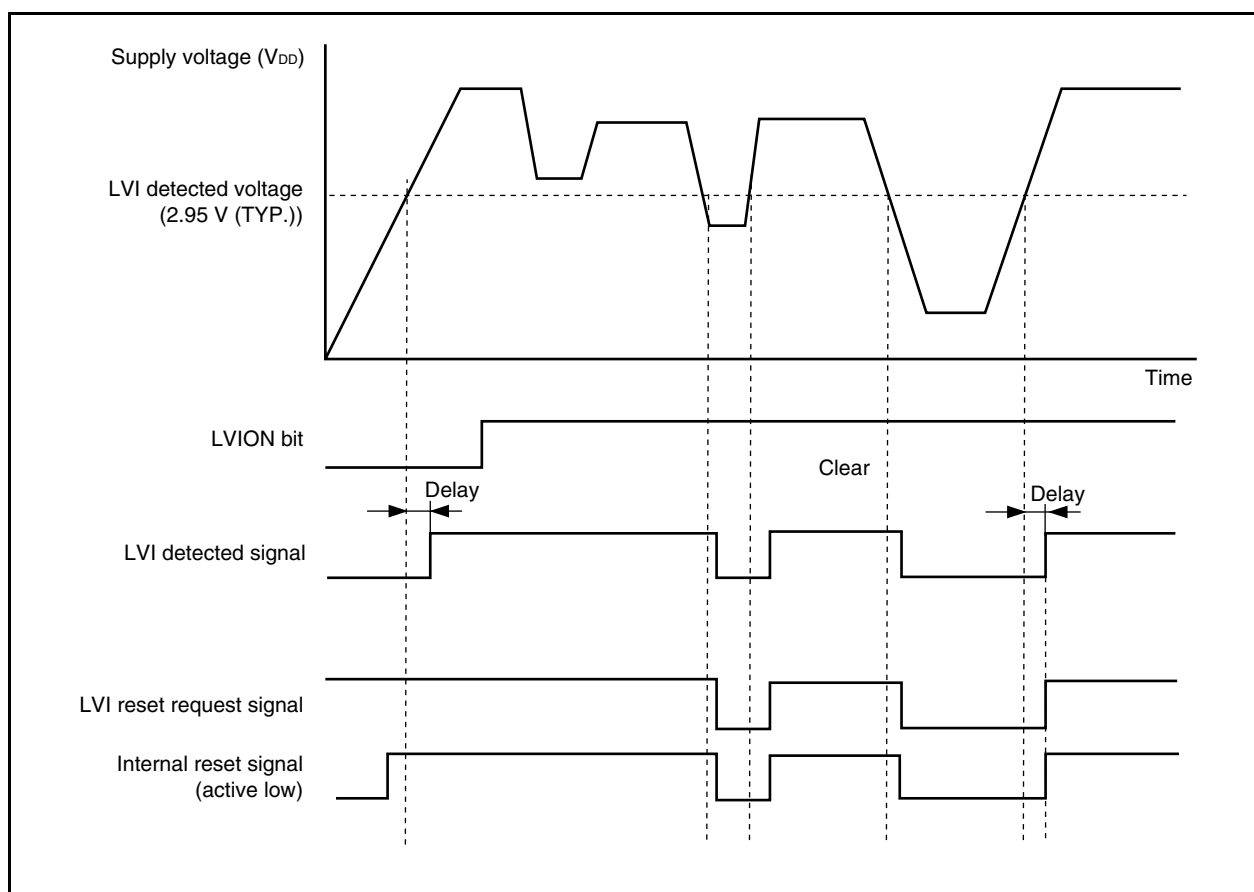 Supply voltage (VDD)
LVI detected voltage
(2.95 V (TYP.))
Time
LVION bit
Clear
Delay
Delay
LVI detected signal
LVI reset request signal
Internal reset signal
(active low)